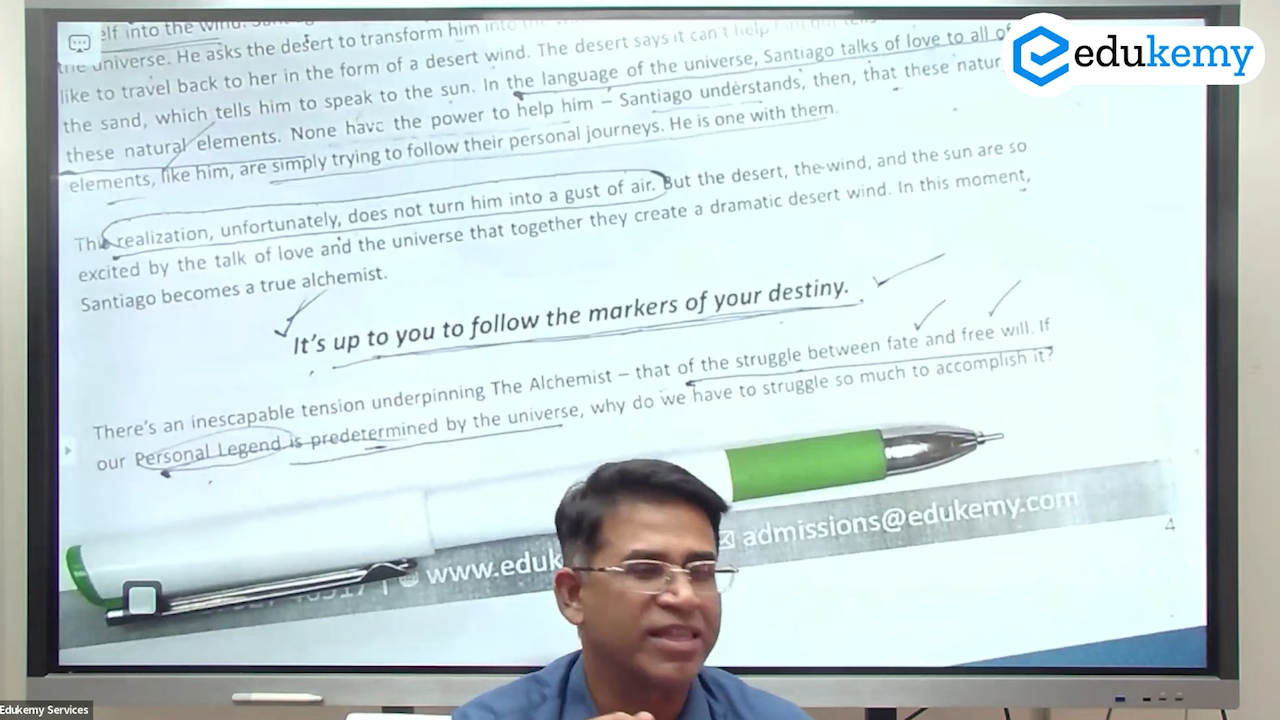 elf into the wind.
the universe. He asks the desert to transform him into the
like to travel back to her in the form of a desert wind. The desert says it can't help him but tells
the sand, which tells him to speak to the sun. In the language of the universe, Santiago talks of love to all of
these natural elements. None have the power to help him – Santiago understands, then, that these natur
elements, like him, are simply trying to follow their personal journeys. He is one with them.
This realization, unfortunately, does not turn him into a gust of air. But the desert, the wind, and the sun are so
excited by the talk of love and the universe that together they create a dramatic desert wind. In this moment,
Santiago becomes a true alchemist.
It's up to you to follow the markers of your destiny.
There's an inescapable tension underpinning The Alchemist – that of the struggle between fate and free will. If
our Personal Legend is predetermined by the universe, why do we have to struggle so much to accomplish it?
www.eduk
admissions@edukemy.com
4
edukemy
Edukemy Services